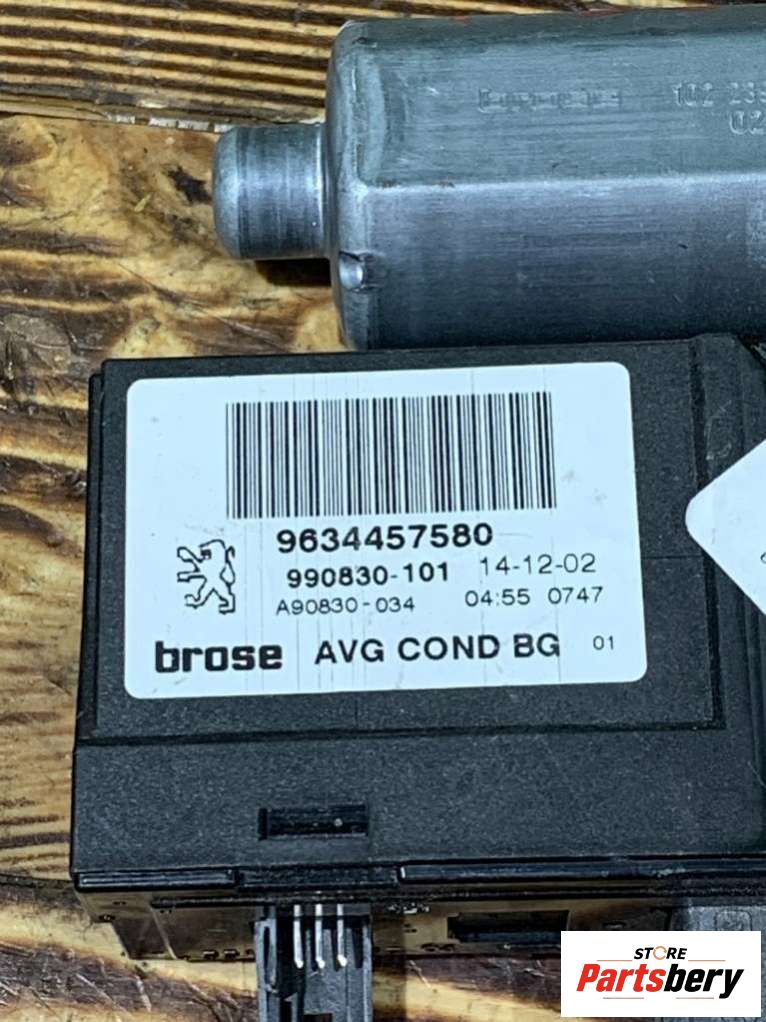 9634457580
990830-101 14-12-02
A90830-034 04:55 0747
brose AVG COND BG 01
STORE
Partsbery